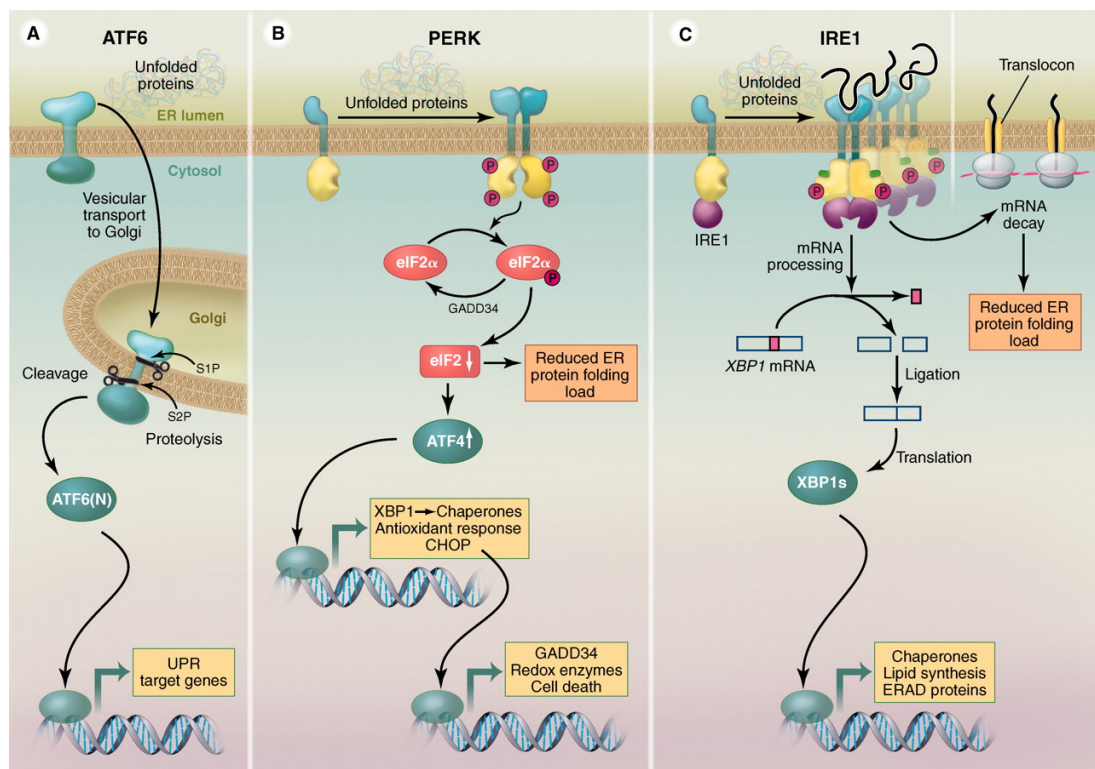 A
ATF6
Unfolded
proteins
ER lumen
Cytosol
Vesicular
transport
to Golgi
Golgi
S1P
Cleavage
S2P
Proteolysis
ATF6(N)
UPR
target genes
B
PERK
Unfolded proteins
P
P
P
P
eIF2α
eIF2α
P
GADD34
eIF2
Reduced ER
protein folding
load
ATF4
XBP1→Chaperones
Antioxidant response
CHOP
GADD34
Redox enzymes
Cell death
C
IRE1
Unfolded
proteins
Translocon
P
P
P
P
IRE1
mRNA
decay
mRNA
processing
Reduced ER
protein folding
load
XBP1 mRNA
Ligation
Translation
XBP1s
Chaperones
Lipid synthesis
ERAD proteins